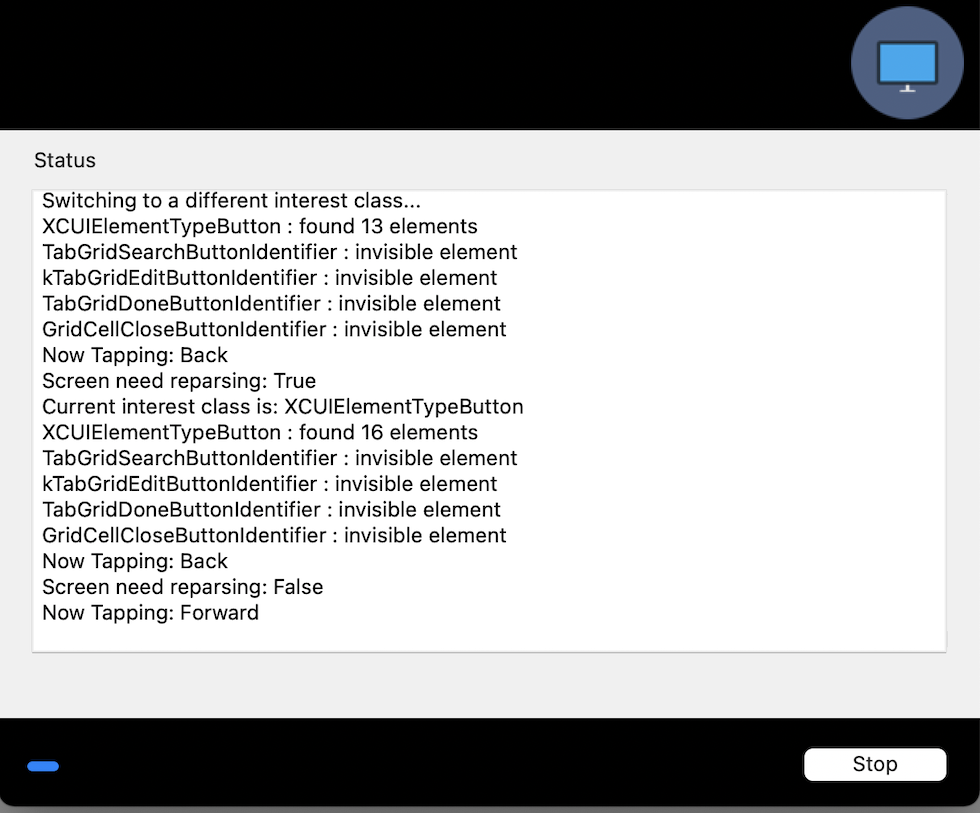 Status
Switching to a different interest class...
XCUIElementTypeButton : found 13 elements
TabGridSearchButtonIdentifier : invisible element
kTabGridEditButtonIdentifier : invisible element
TabGridDoneButtonIdentifier : invisible element
GridCellCloseButtonIdentifier : invisible element
Now Tapping: Back
Screen need reparsing: True
Current interest class is: XCUIElementTypeButton
XCUIElementTypeButton : found 16 elements
TabGridSearchButtonIdentifier : invisible element
kTabGridEditButtonIdentifier : invisible element
TabGridDoneButtonIdentifier : invisible element
GridCellCloseButtonIdentifier : invisible element
Now Tapping: Back
Screen need reparsing: False
Now Tapping: Forward
Stop